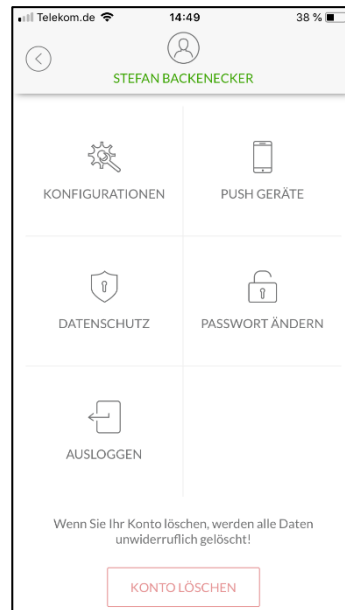 Telekom.de 14:49 38 %
STEFAN BACKENECKER
KONFIGURATIONEN PUSH GERÄTE
DATENSCHUTZ PASSWORT ÄNDERN
AUSLOGGEN
Wenn Sie Ihr Konto löschen, werden alle Daten
unwiderruflich gelöscht!
KONTO LÖSCHEN